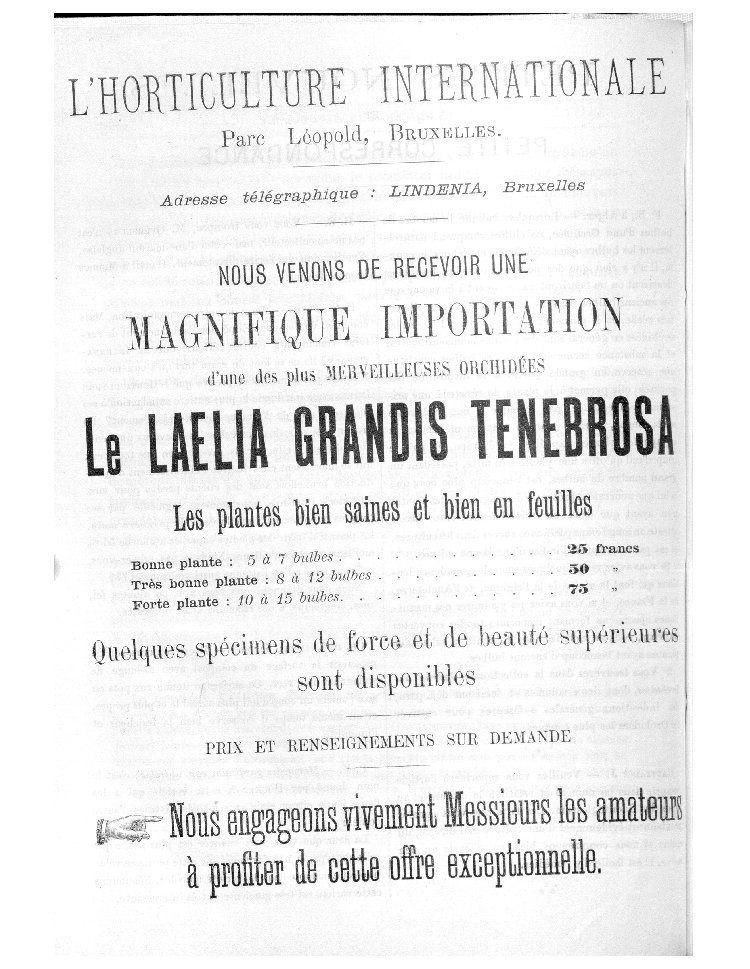 L'HORTICULTURE INTERNATIONALE
Parc Léopold, BRUXELLES.
Adresse télégraphique : LINDENIA, Bruxelles
NOUS VENONS DE RECEVOIR UNE
MAGNIFIQUE IMPORTATION
d'une des plus MERVEILLEUSES ORCHIDÉES
Le LAELIA GRANDIS TENEBROSA
Les plantes bien saines et bien en feuilles
Bonne plante : 5 à 7 bulbes . . . . . . . . . . 25 francs
Très bonne plante : 8 à 12 bulbes . . . . . . . . . 50 „
Forte plante : 10 à 15 bulbes. . . . . . . . . . . 75 „
Quelques spécimens de force et de beauté supérieures
sont disponibles
PRIX ET RENSEIGNEMENTS SUR DEMANDE
Nous engageons vivement Messieurs les amateurs
à profiter de cette offre exceptionnelle.